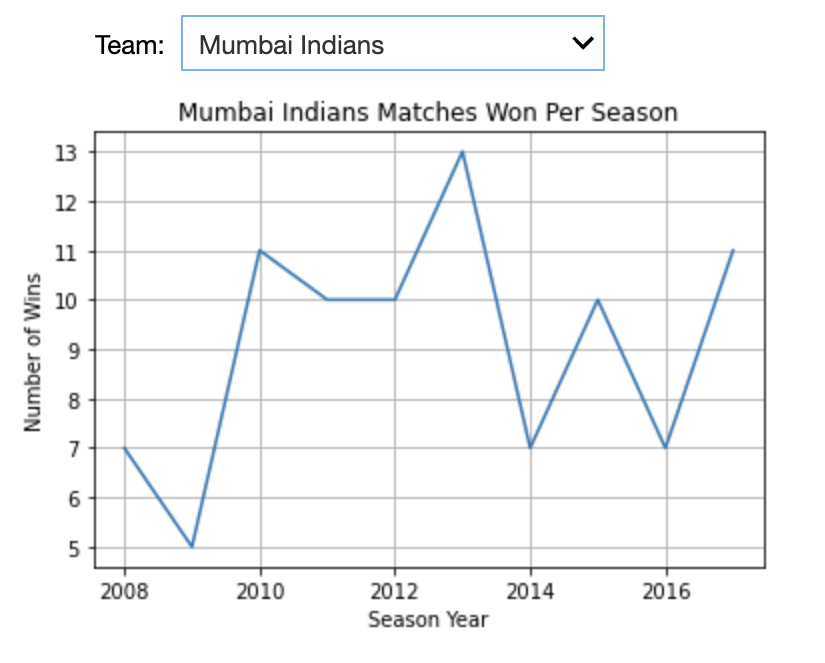 Team: Mumbai Indians
Mumbai Indians Matches Won Per Season
13
12
11
10
9
8
7
6
5
Number of Wins
2008 2010 2012 2014 2016
Season Year